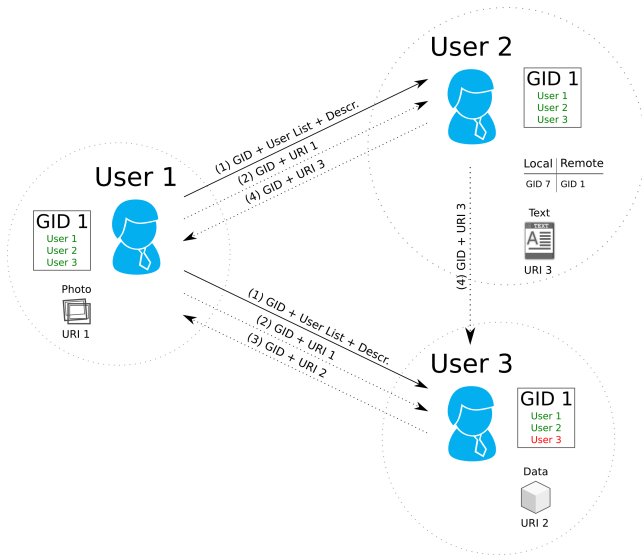 User 2
GID 1
User 1
User 2
User 3
Local Remote
GID 7 GID 1
Text
TEXT
A
URI 3
(1) GID + User List + Descr.
(2) GID + URI 1
(4) GID + URI 3
User 1
GID 1
User 1
User 2
User 3
Photo
URI 1
(4) GID + URI 3
(1) GID + User List + Descr.
(2) GID + URI 1
(3) GID + URI 2
User 3
GID 1
User 1
User 2
User 3
Data
URI 2